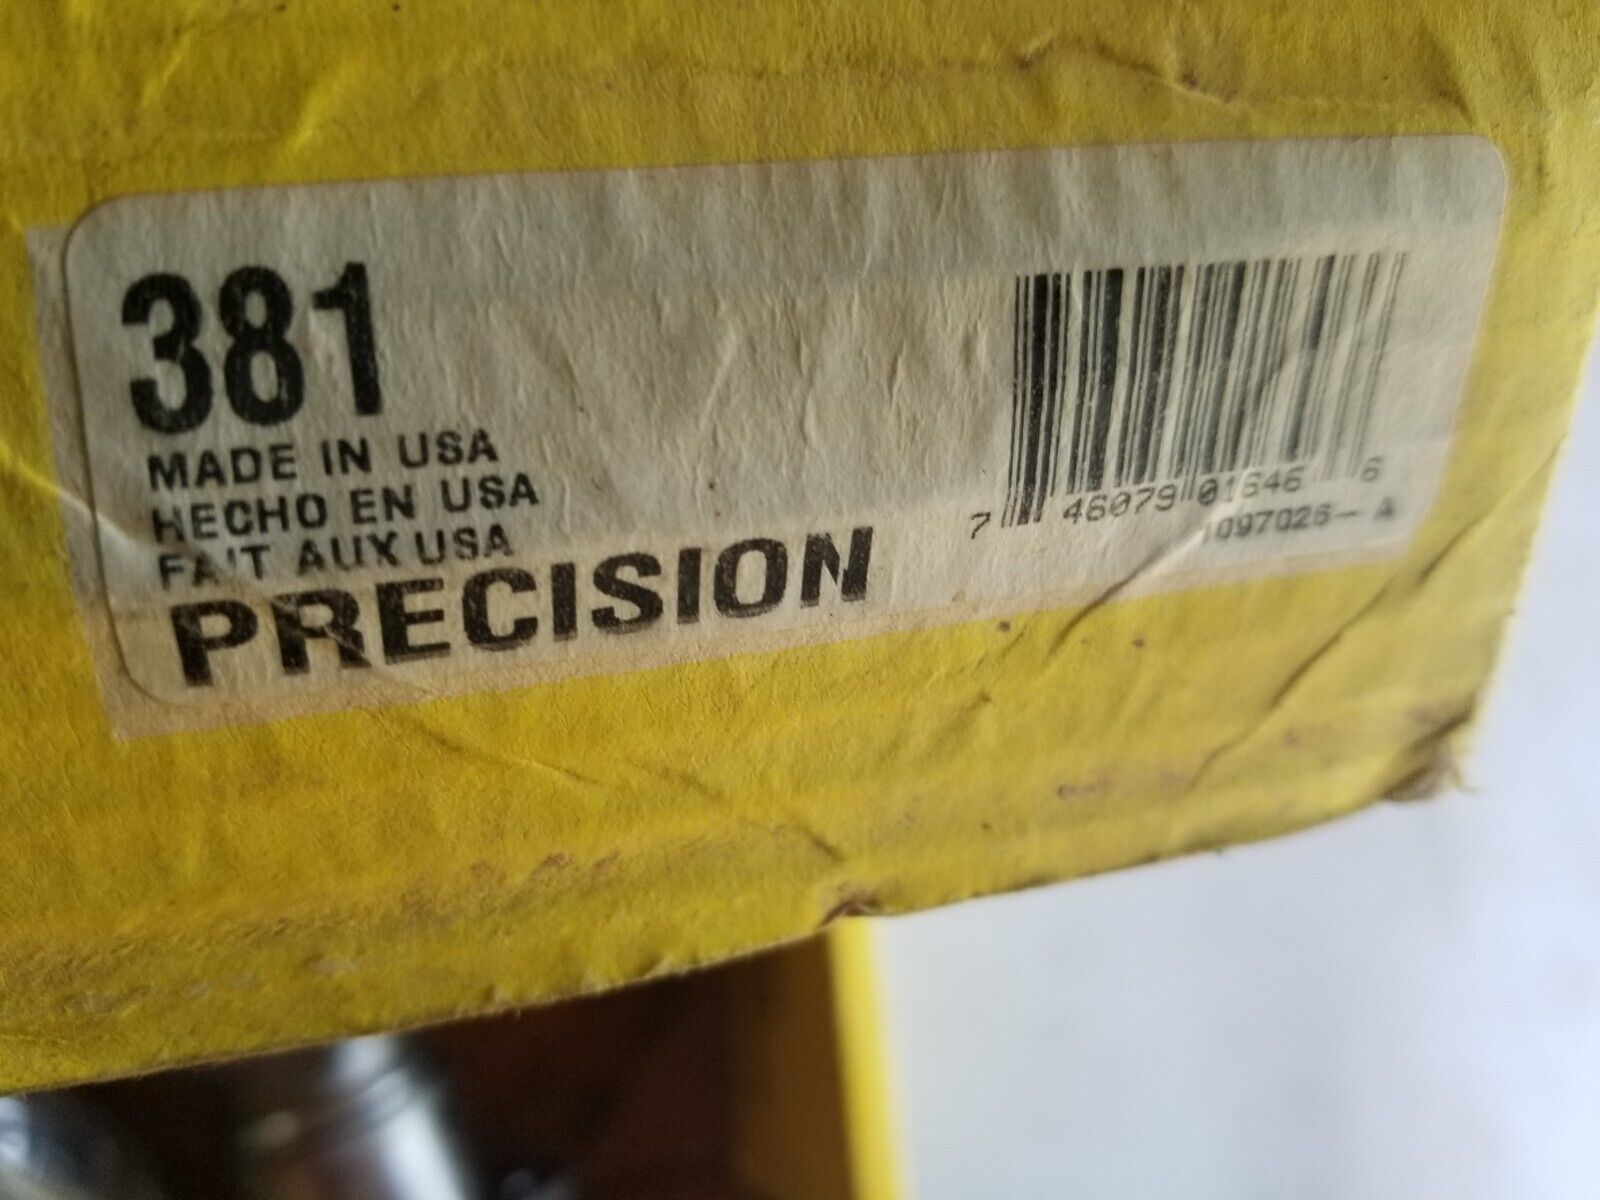 381
MADE IN USA
HECHO EN USA
FAIT AUX USA
PRECISION
7 46079 01646 6
1097026-A